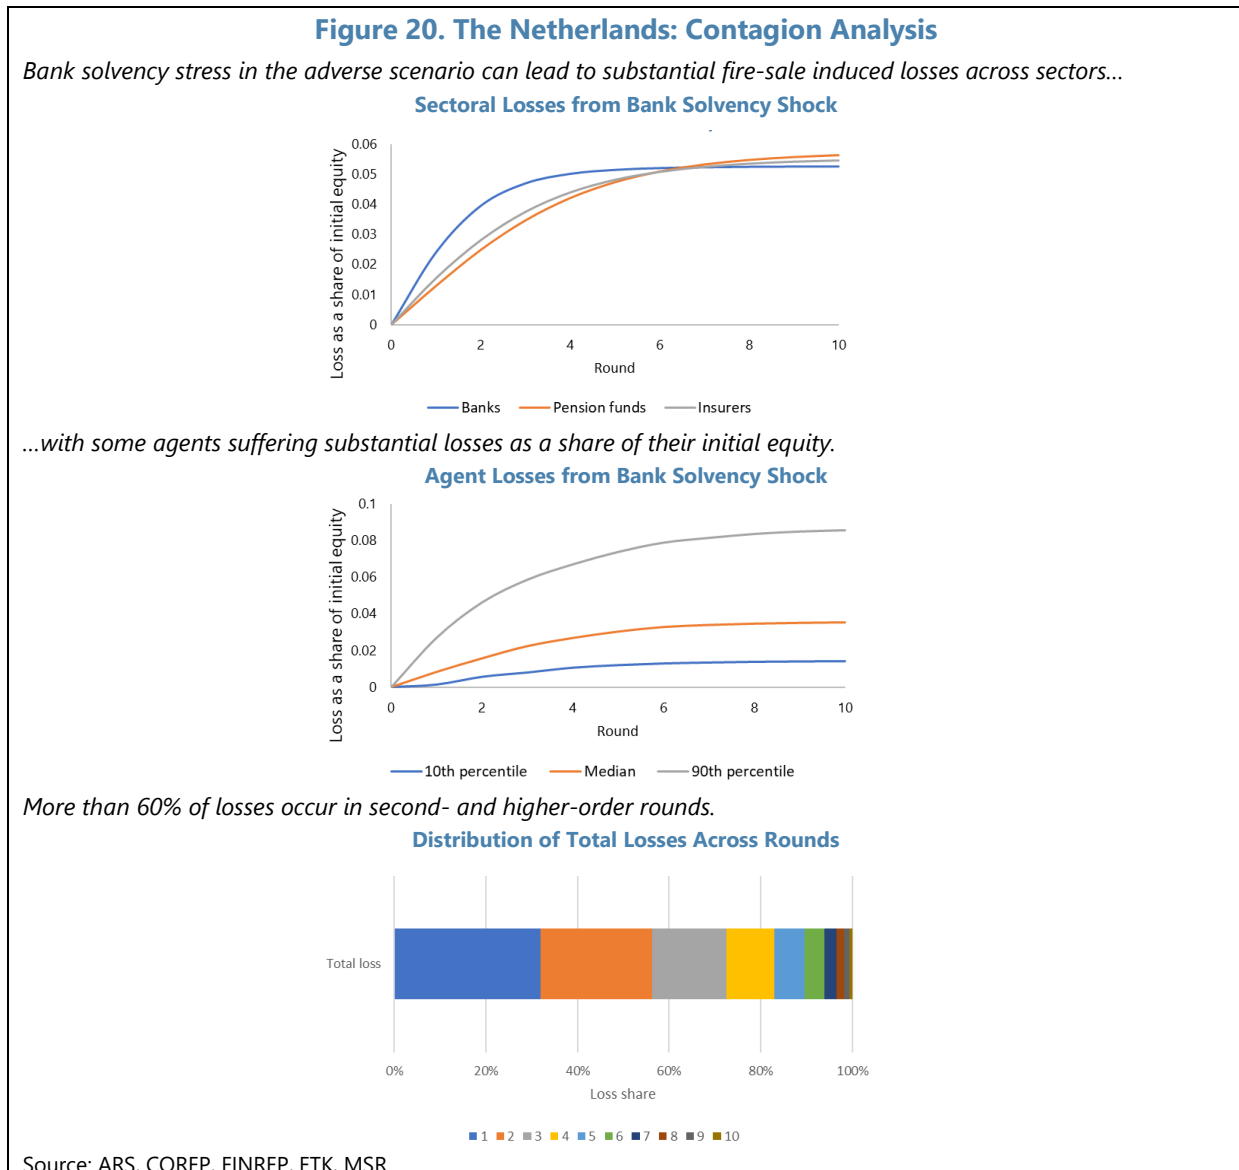 Figure 20. The Netherlands: Contagion Analysis
Bank solvency stress in the adverse scenario can lead to substantial fire-sale induced losses across sectors…
Sectoral Losses from Bank Solvency Shock
0.06
0.05
0.04
0.03
0.02
0.01
0
Loss as a share of initial equity
0 2 4 6 8 10
Round
Banks Pension funds Insurers
…with some agents suffering substantial losses as a share of their initial equity.
Agent Losses from Bank Solvency Shock
0.1
0.08
0.06
0.04
0.02
0
Loss as a share of initial equity
0 2 4 6 8 10
Round
10th percentile Median 90th percentile
More than 60% of losses occur in second- and higher-order rounds.
Distribution of Total Losses Across Rounds
Total loss
0% 20% 40% 60% 80% 100%
Loss share
1 2 3 4 5 6 7 8 9 10
Source: ARS, COREP, FINREP, FTK, MSR